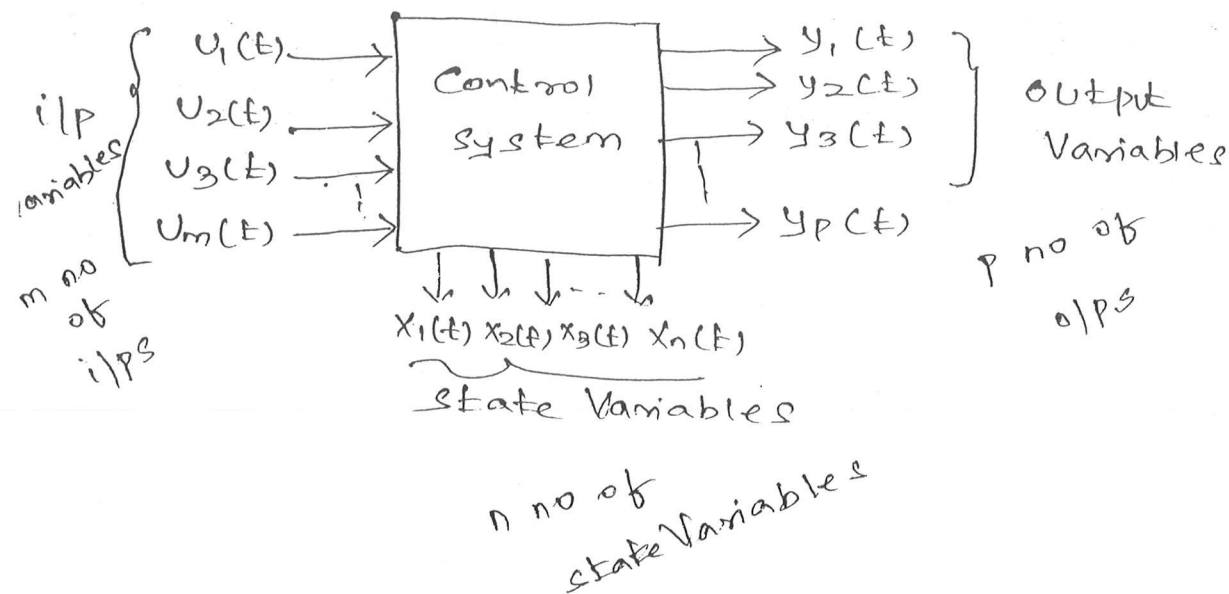 U1(t)
U2(t)
U3(t)
Um(t)
i/p
variables
m no
of
i/ps
Control
System
y1(t)
y2(t)
y3(t)
yp(t)
output
Variables
p no of
o/ps
x1(t) x2(t) x3(t) xn(t)
State Variables
n no of
state Variables